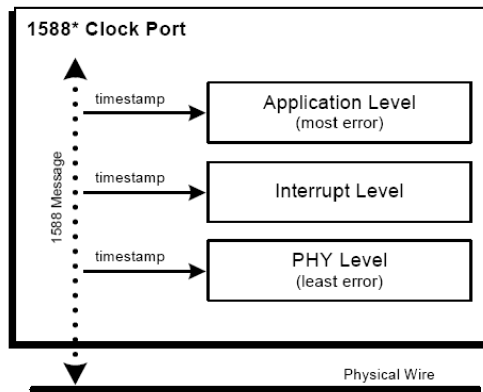 1588* Clock Port
timestamp
Application Level
(most error)
timestamp
Interrupt Level
1588 Message
timestamp
PHY Level
(least error)
Physical Wire